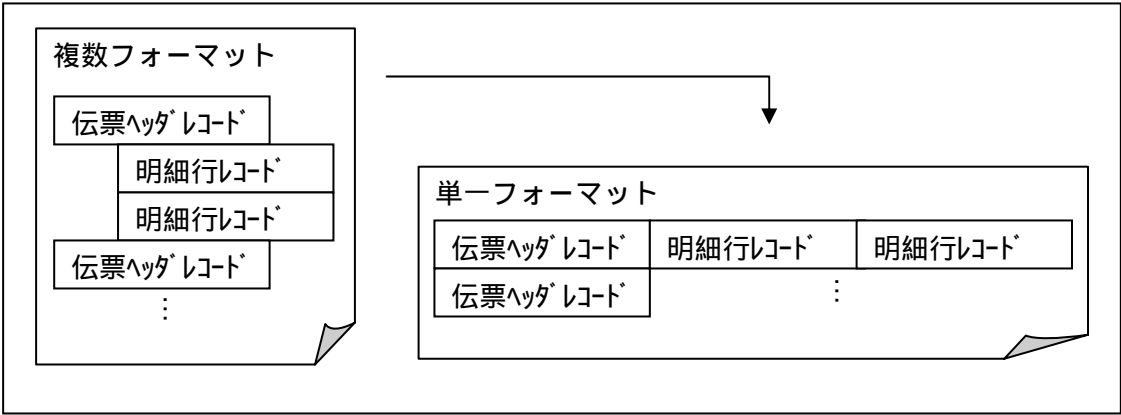 複数フォーマット
伝票ﾍｯﾀﾞﾚｺｰﾄﾞ
明細行ﾚｺｰﾄﾞ
明細行ﾚｺｰﾄﾞ
伝票ﾍｯﾀﾞﾚｺｰﾄﾞ
⋮
単一フォーマット
伝票ﾍｯﾀﾞﾚｺｰﾄﾞ 明細行ﾚｺｰﾄﾞ 明細行ﾚｺｰﾄﾞ
伝票ﾍｯﾀﾞﾚｺｰﾄﾞ ⋮